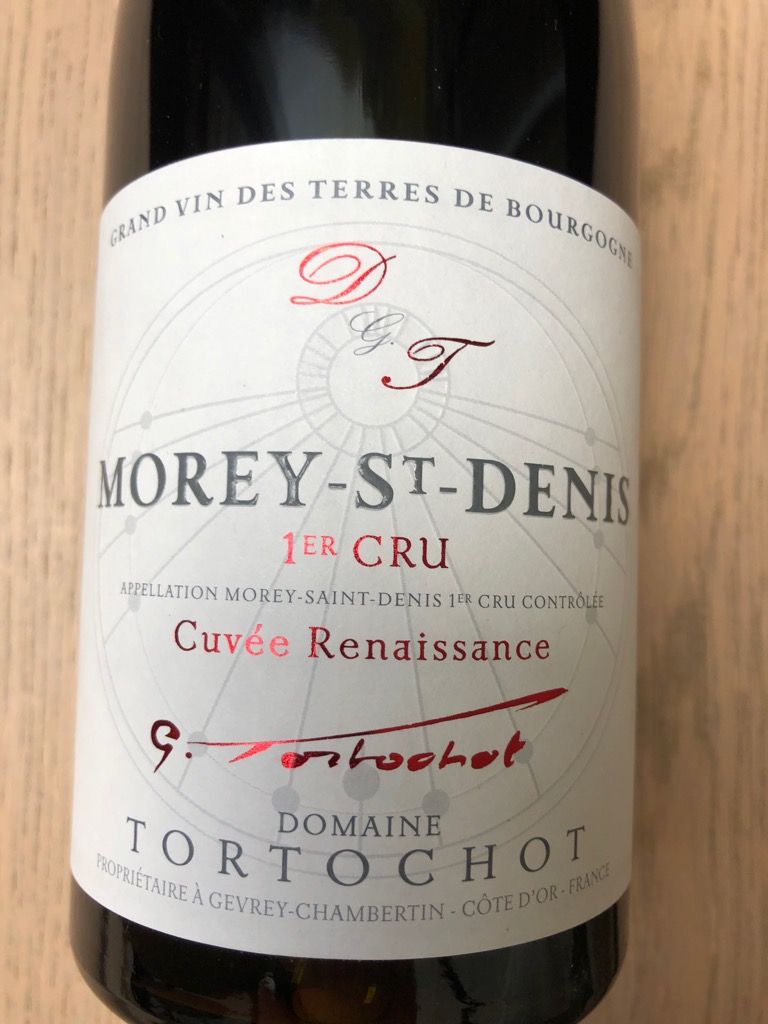 GRAND VIN DES TERRES DE BOURGOGNE
D
G.
T
MOREY-ST-DENIS
1ER CRU
APPELLATION MOREY-SAINT-DENIS 1ER CRU CONTRÔLÉE
Cuvée Renaissance
G. Tortochot
DOMAINE
TORTOCHOT
PROPRIÉTAIRE À GEVREY-CHAMBERTIN - CÔTE D'OR - FRANCE